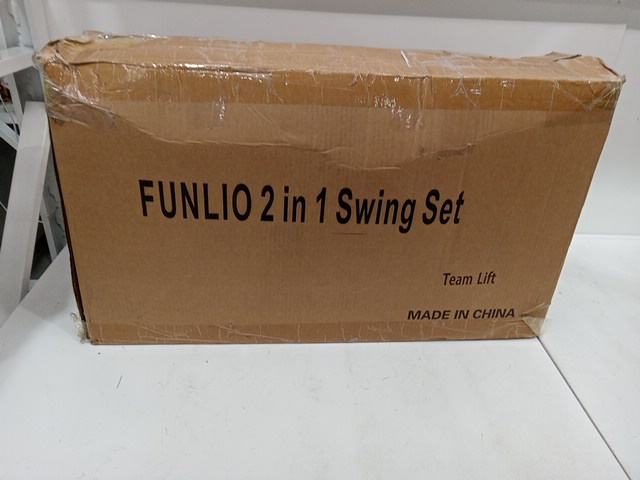 FUNLIO 2 in 1 Swing Set
Team Lift
MADE IN CHINA